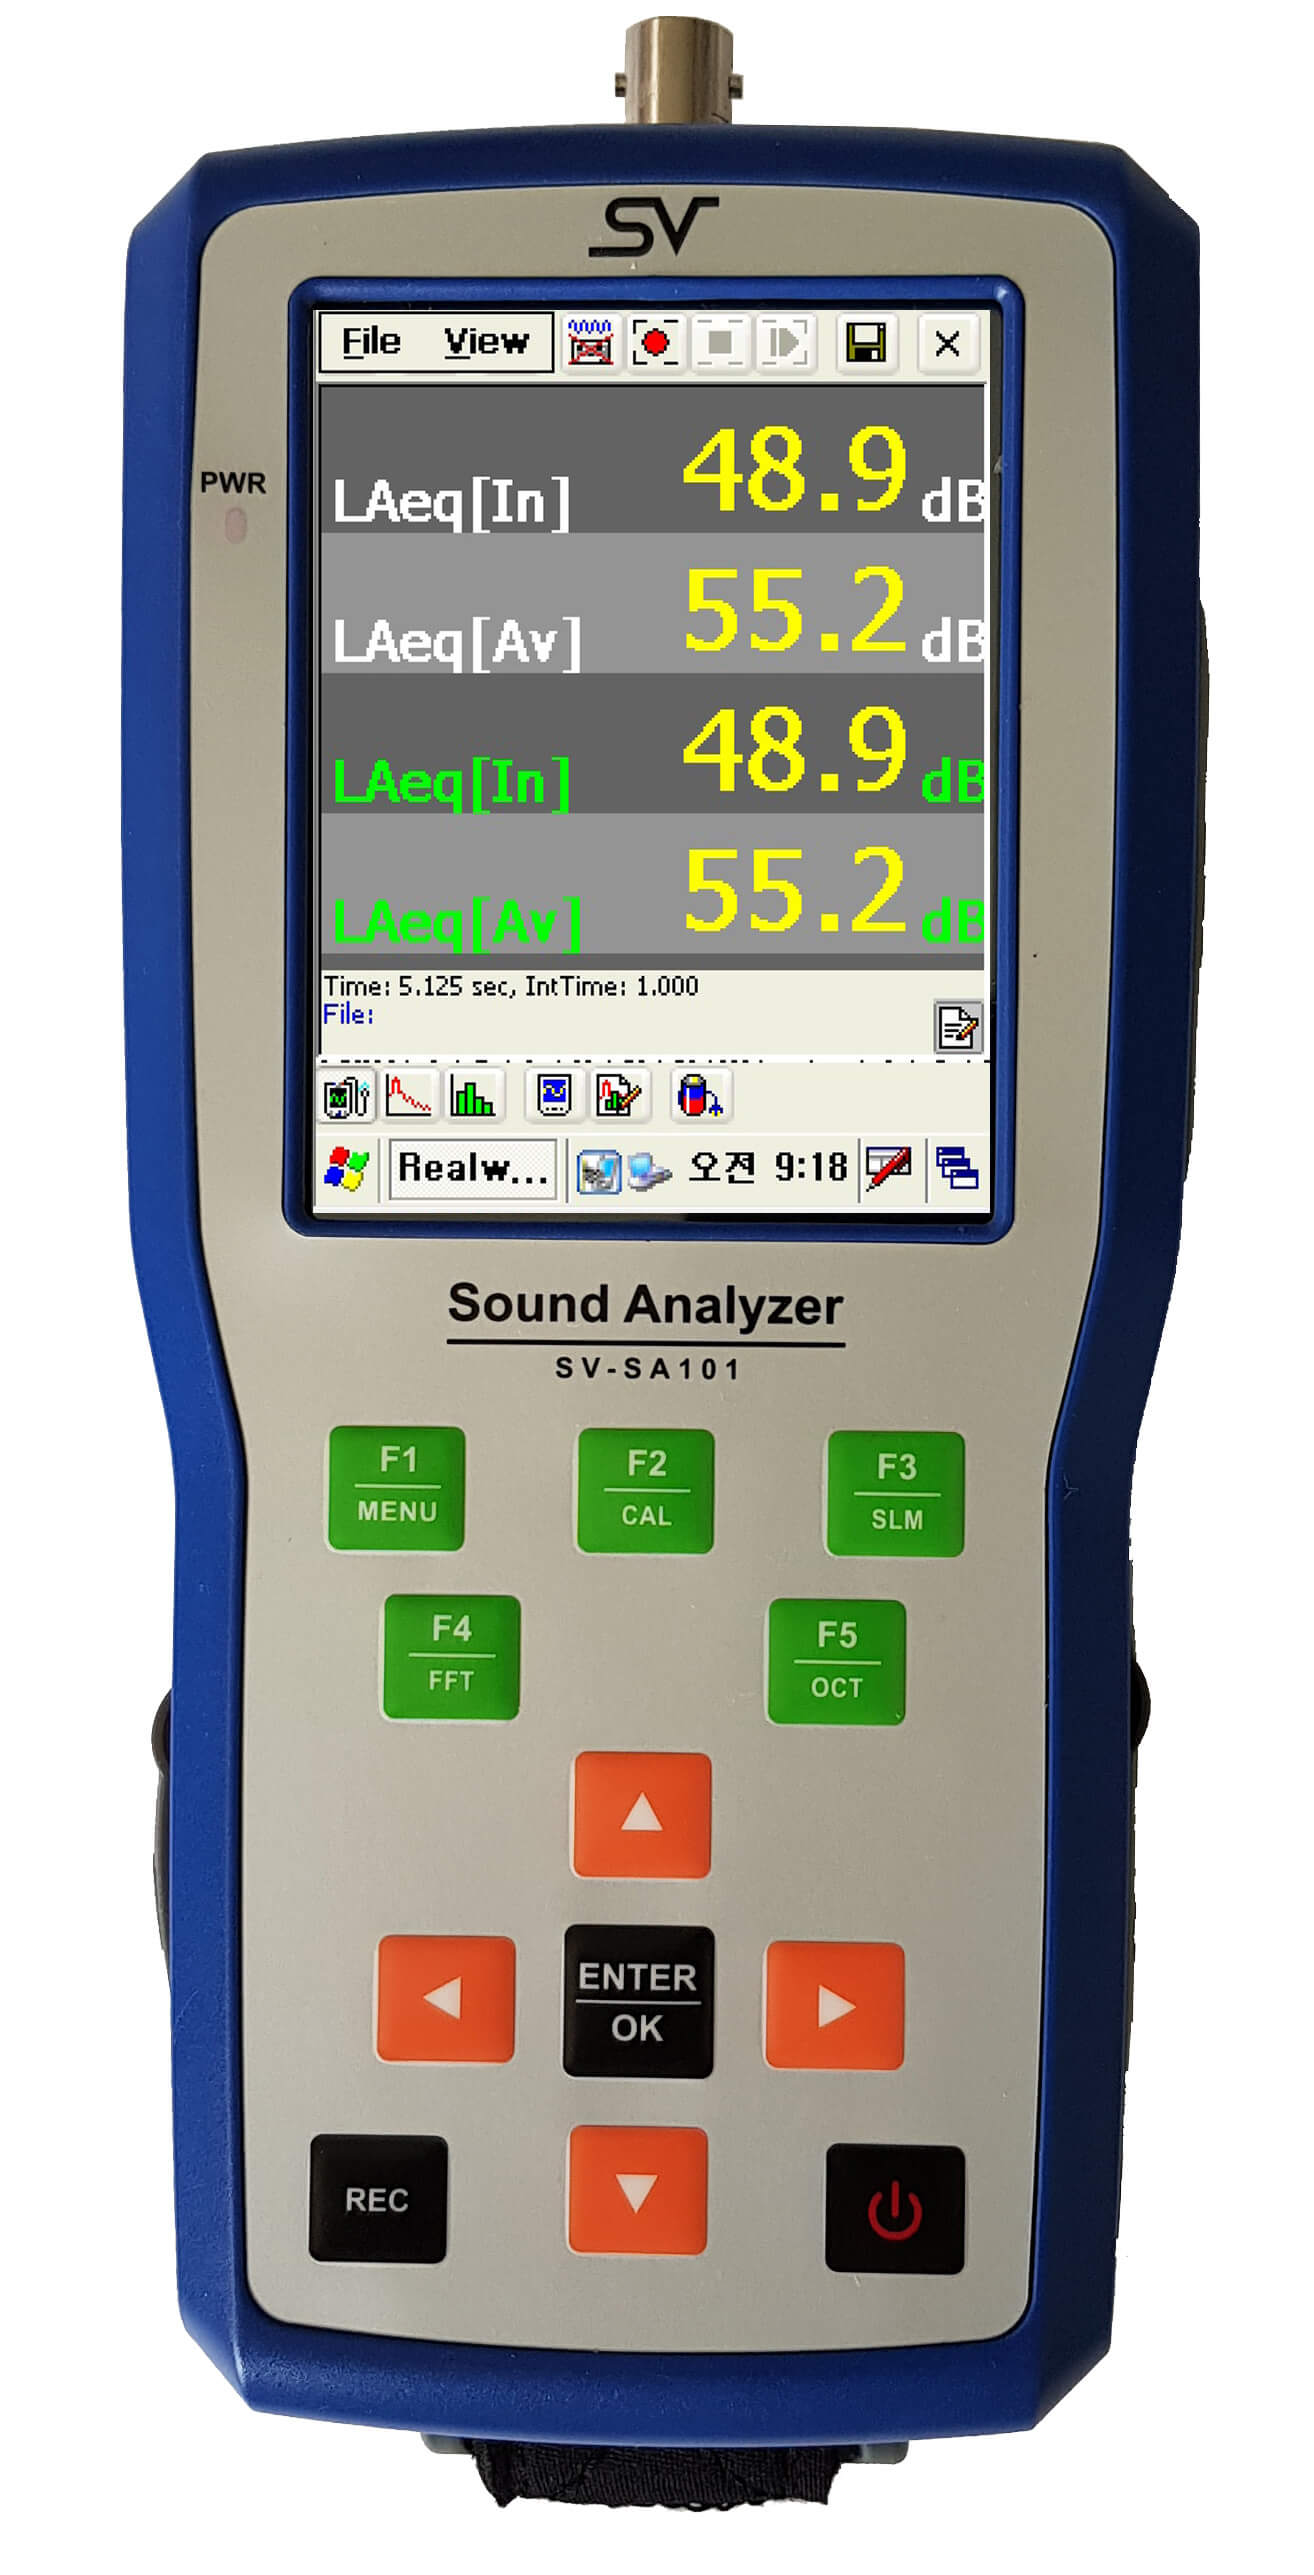 SV
File View
PWR
LAeq[In] 48.9 dB
LAeq[Av] 55.2 dB
LAeq[In] 48.9 dB
LAeq[Av] 55.2 dB
Time: 5.125 sec, IntTime: 1.000
File:
Realw... 오전 9:18
Sound Analyzer
SV-SA101
F1
MENU
F2
CAL
F3
SLM
F4
FFT
F5
OCT
ENTER
OK
REC